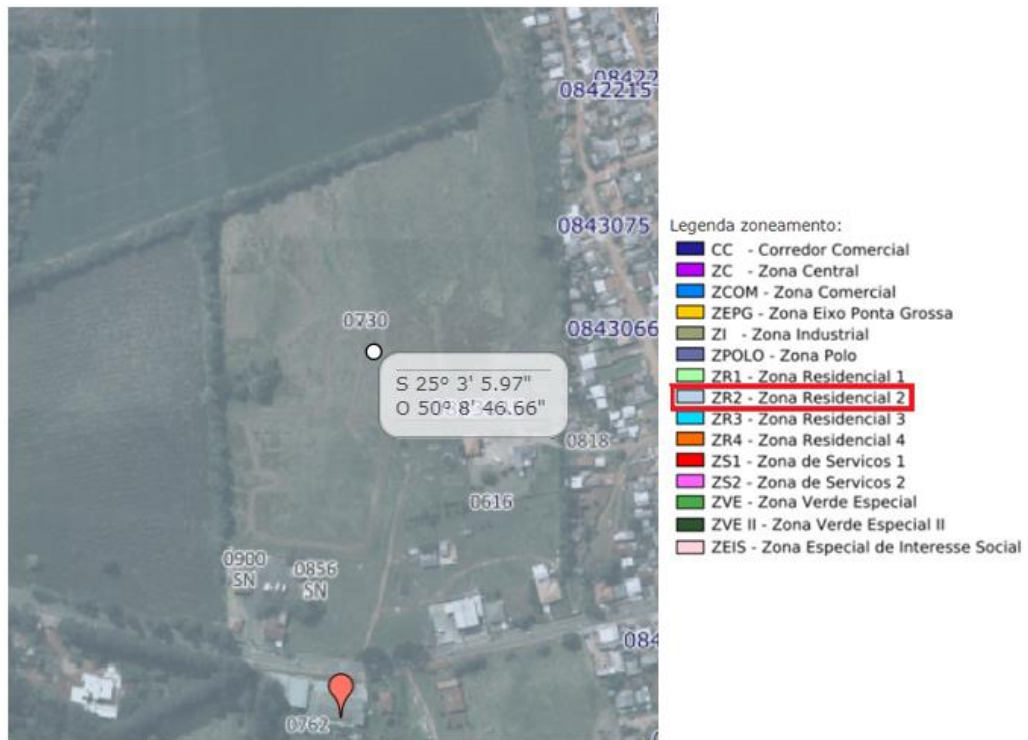 08422
0842215
0843075
0730
0843066
S 25º 3' 5.97"
O 50º 8' 46.66"
0818
0616
0900
SN
0856
SN
084
0762
Legenda zoneamento:
CC - Corredor Comercial
ZC - Zona Central
ZCOM - Zona Comercial
ZEPG - Zona Eixo Ponta Grossa
ZI - Zona Industrial
ZPOLO - Zona Polo
ZR1 - Zona Residencial 1
ZR2 - Zona Residencial 2
ZR3 - Zona Residencial 3
ZR4 - Zona Residencial 4
ZS1 - Zona de Servicos 1
ZS2 - Zona de Servicos 2
ZVE - Zona Verde Especial
ZVE II - Zona Verde Especial II
ZEIS - Zona Especial de Interesse Social